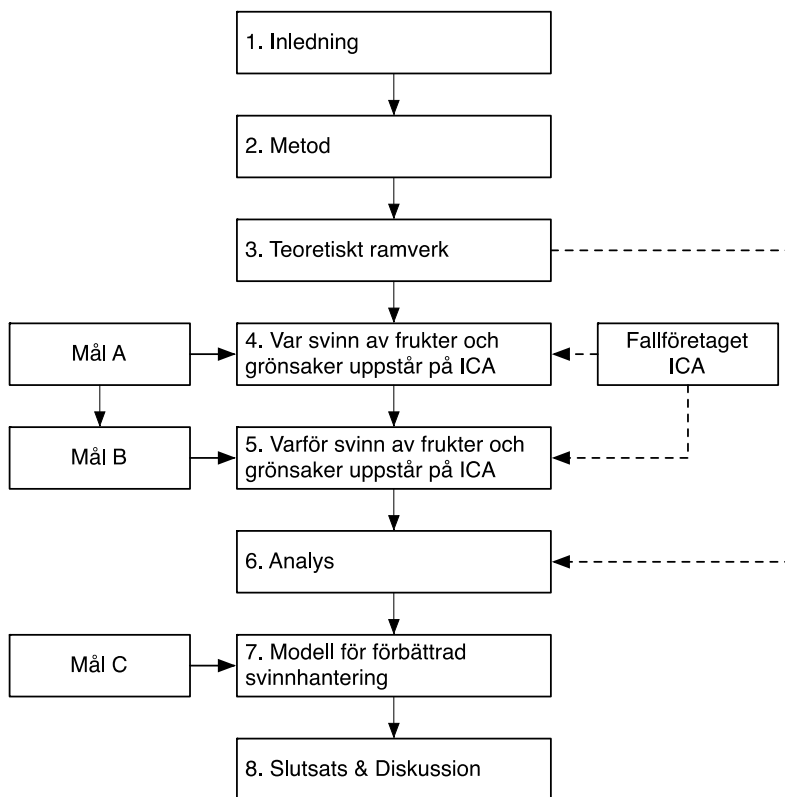 1. Inledning
2. Metod
3. Teoretiskt ramverk
Mål A
4. Var svinn av frukter och
grönsaker uppstår på ICA
Fallföretaget
ICA
Mål B
5. Varför svinn av frukter och
grönsaker uppstår på ICA
6. Analys
Mål C
7. Modell för förbättrad
svinnhantering
8. Slutsats & Diskussion